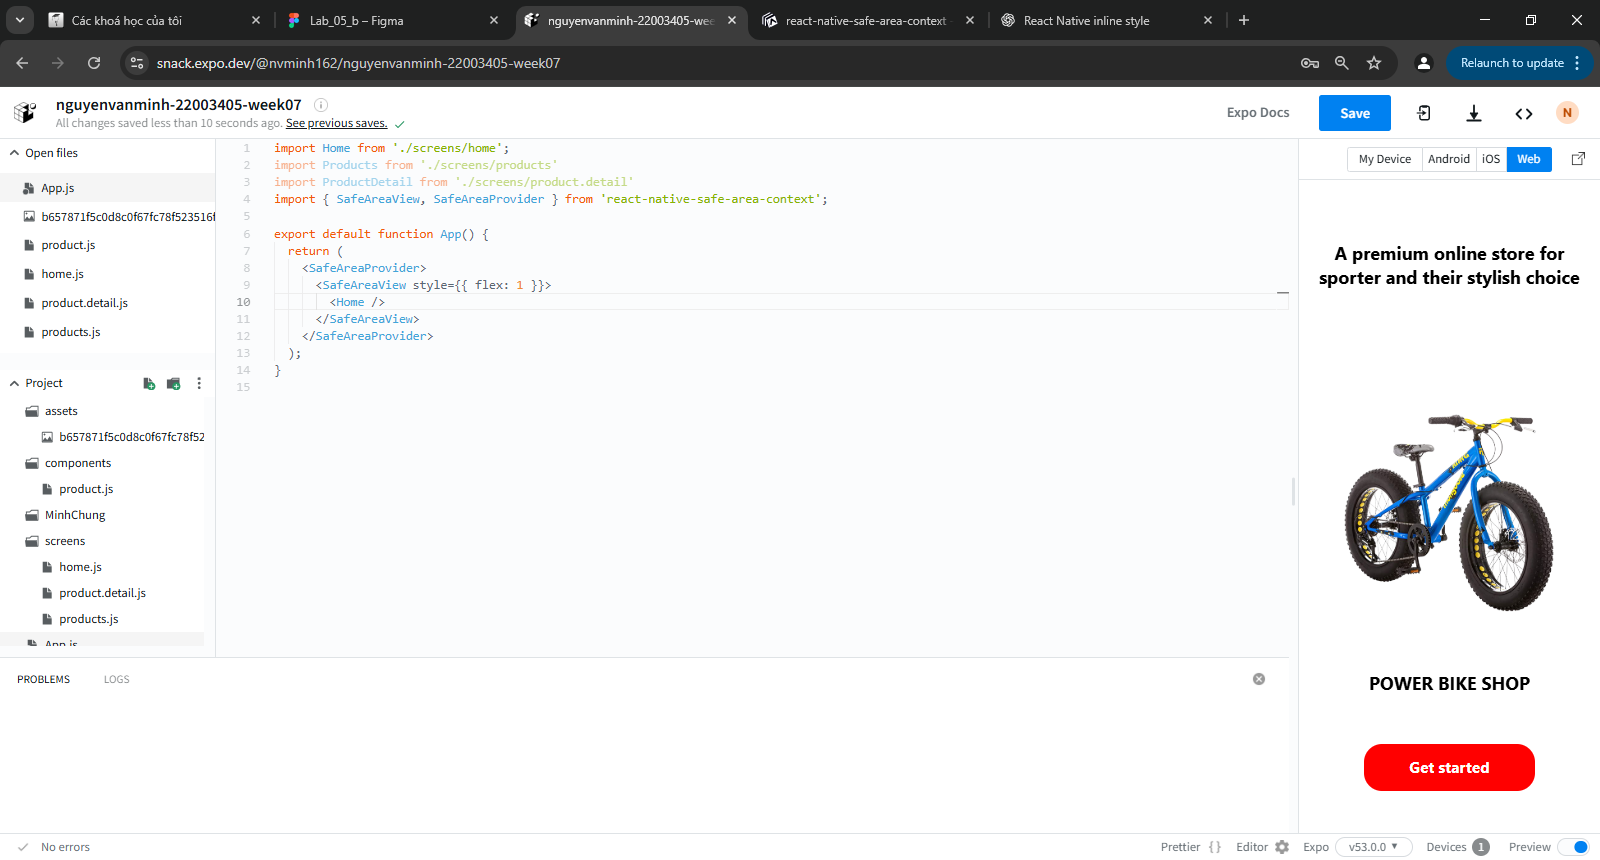 Các khoá học của tôi
Lab_05_b – Figma
nguyenvanminh-22003405-wee
react-native-safe-area-context
React Native inline style
snack.expo.dev/@nvminh162/nguyenvanminh-22003405-week07
Relaunch to update
nguyenvanminh-22003405-week07
All changes saved less than 10 seconds ago. See previous saves.
Expo Docs
Save
N
Open files
App.js
b657871f5c0d8c0f67fc78f523516f
product.js
home.js
product.detail.js
products.js
Project
assets
b657871f5c0d8c0f67fc78f52
components
product.js
MinhChung
screens
home.js
product.detail.js
products.js
App.js
1 import Home from './screens/home';
2 import Products from './screens/products'
3 import ProductDetail from './screens/product.detail'
4 import { SafeAreaView, SafeAreaProvider } from 'react-native-safe-area-context';
5
6 export default function App() {
7 return (
8 <SafeAreaProvider>
9 <SafeAreaView style={{ flex: 1 }}>
10 <Home />
11 </SafeAreaView>
12 </SafeAreaProvider>
13 );
14 }
15
My Device Android iOS Web
A premium online store for
sporter and their stylish choice
POWER BIKE SHOP
Get started
PROBLEMS LOGS
No errors
Prettier { } Editor Expo v53.0.0 Devices 1 Preview